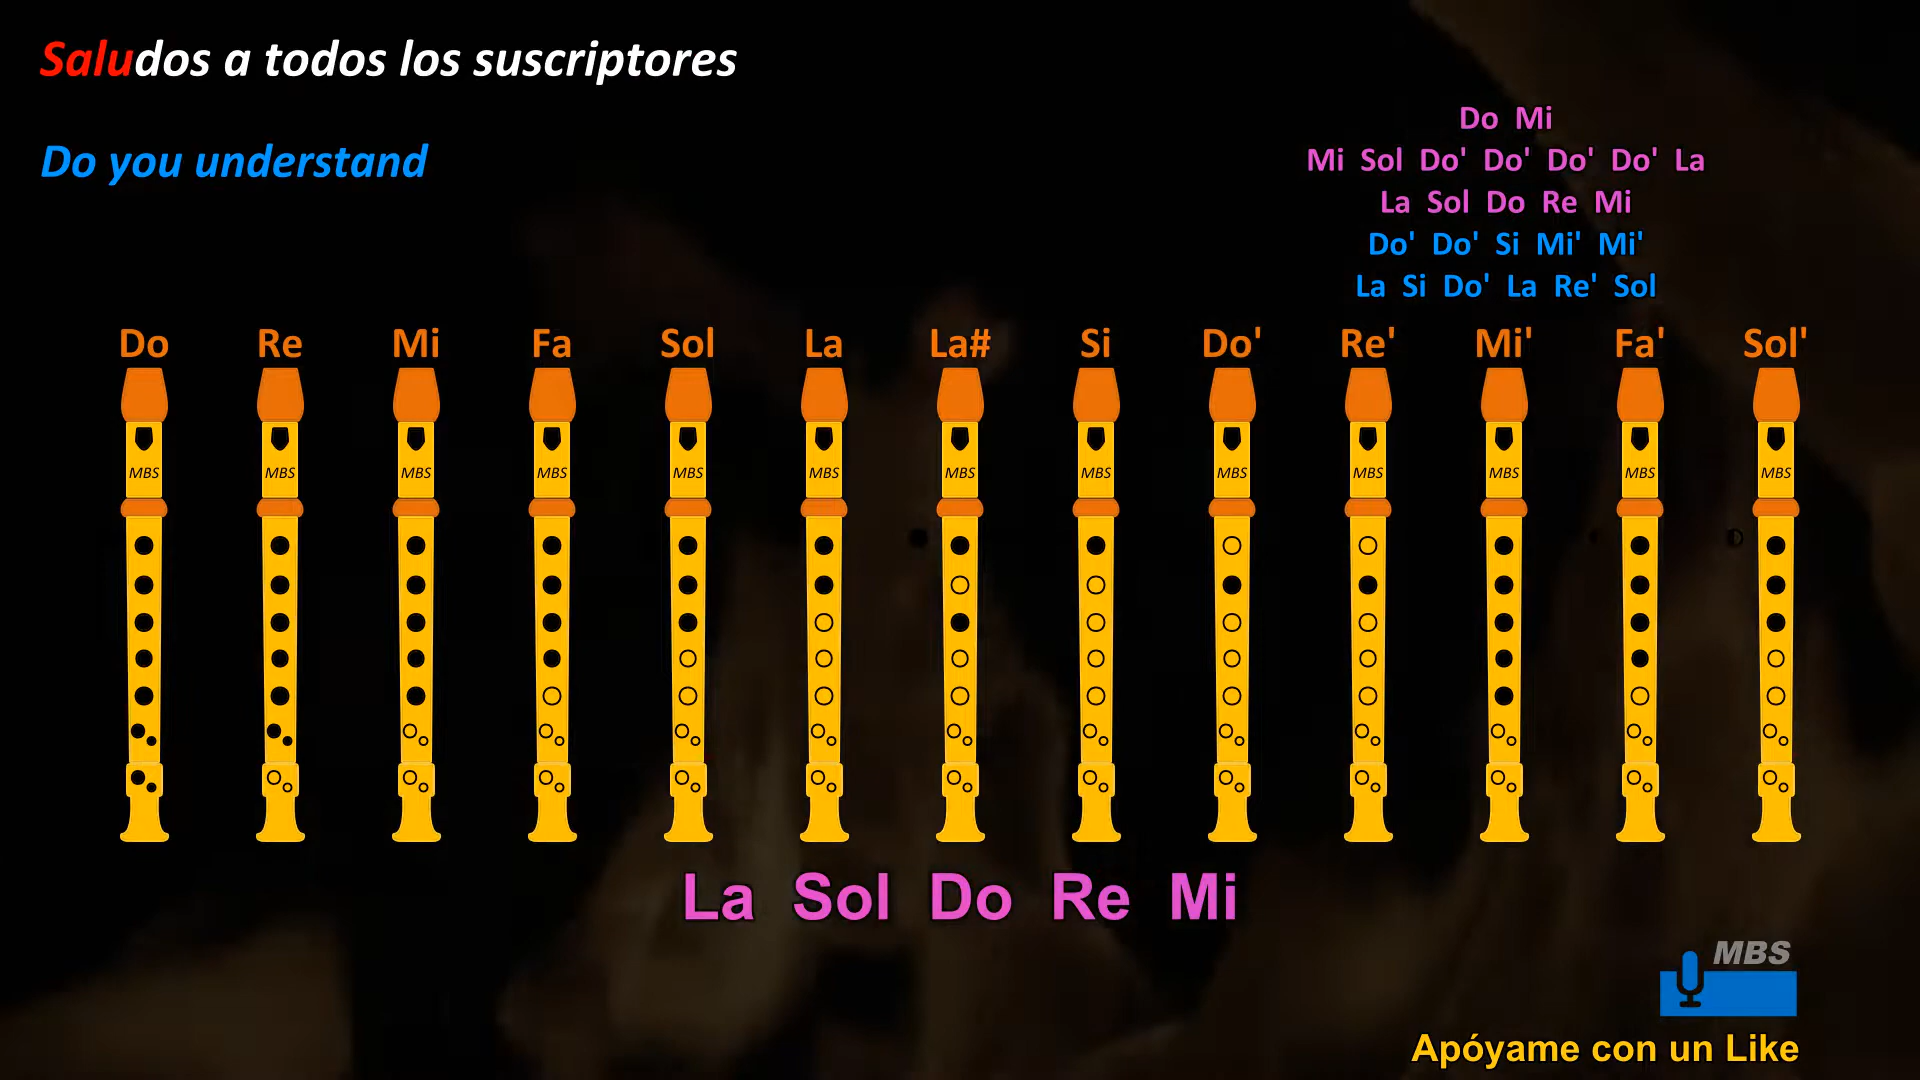 Saludos a todos los suscriptores
Do you understand
Do Mi
Mi Sol Do' Do' Do' Do' La
La Sol Do Re Mi
Do' Do' Si Mi' Mi'
La Si Do' La Re' Sol
Do Re Mi Fa Sol La La# Si Do' Re' Mi' Fa' Sol'
MBS MBS MBS MBS MBS MBS MBS MBS MBS MBS MBS MBS MBS
La Sol Do Re Mi
MBS
Apóyame con un Like